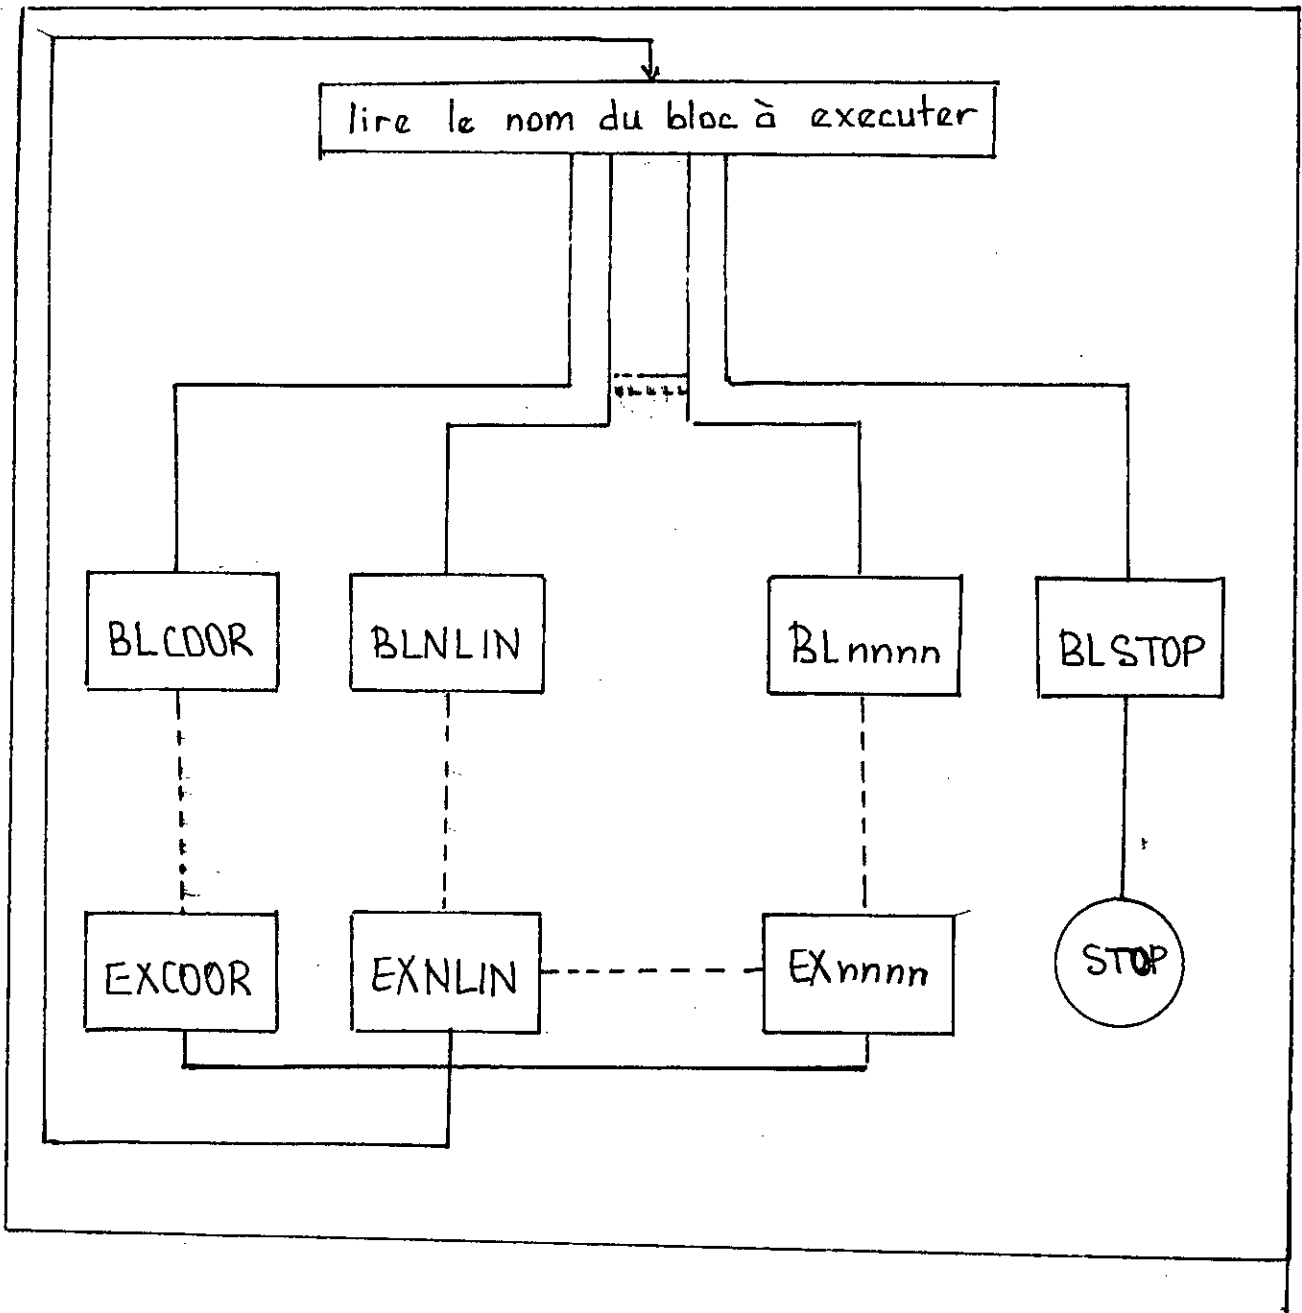 lire le nom du bloc à executer
BLCOOR
BLNLIN
BLnnnn
BLSTOP
EXCOOR
EXNLIN
EXnnnn
STOP